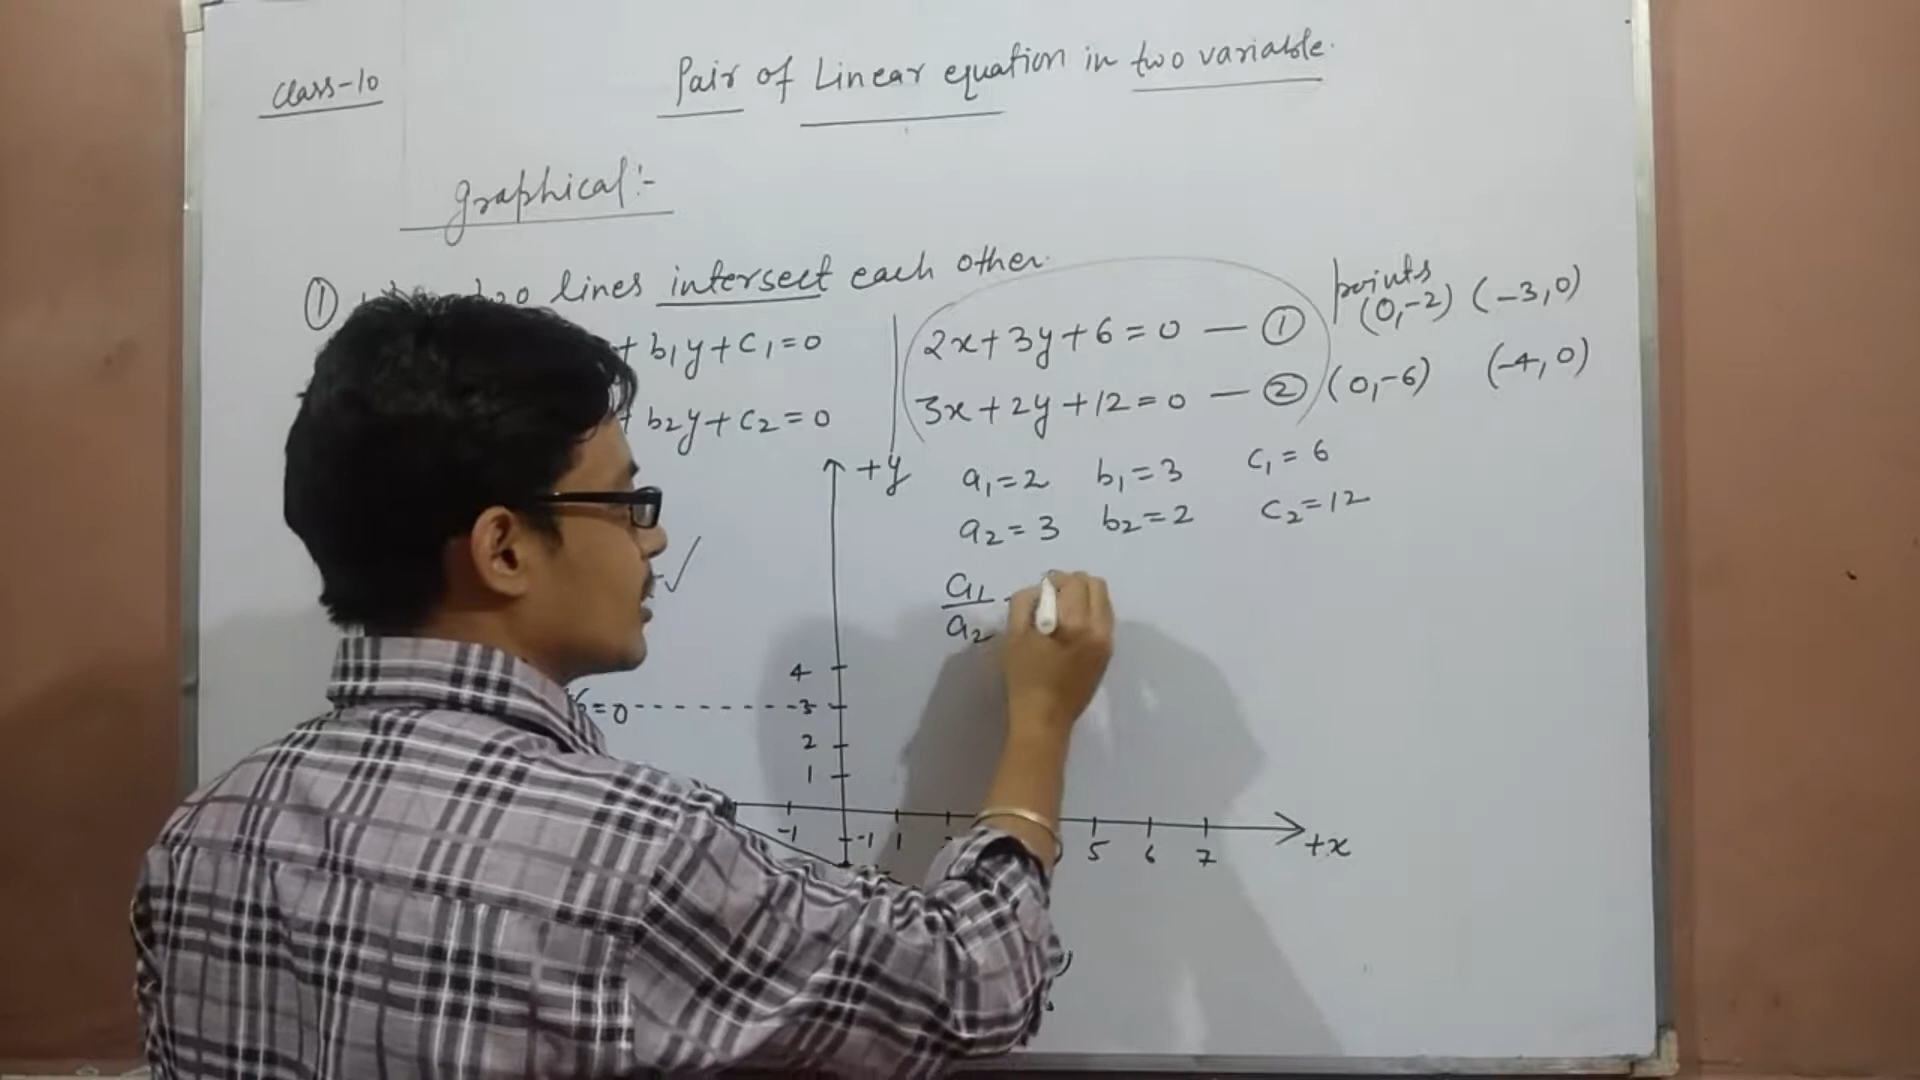 class-10
Pair of Linear equation in two variable.
graphical:-
① two lines intersect each other.
+ b₁y + c₁ = 0
+ b₂y + c₂ = 0
2x + 3y + 6 = 0 — ①
3x + 2y + 12 = 0 — ②
points
(0,-2) (-3,0)
(0,-6) (-4,0)
a₁ = 2 b₁ = 3 c₁ = 6
a₂ = 3 b₂ = 2 c₂ = 12
a₁/a₂
+y
4
3
2
1
6 = 0
-1 -1 1 5 6 7
+x